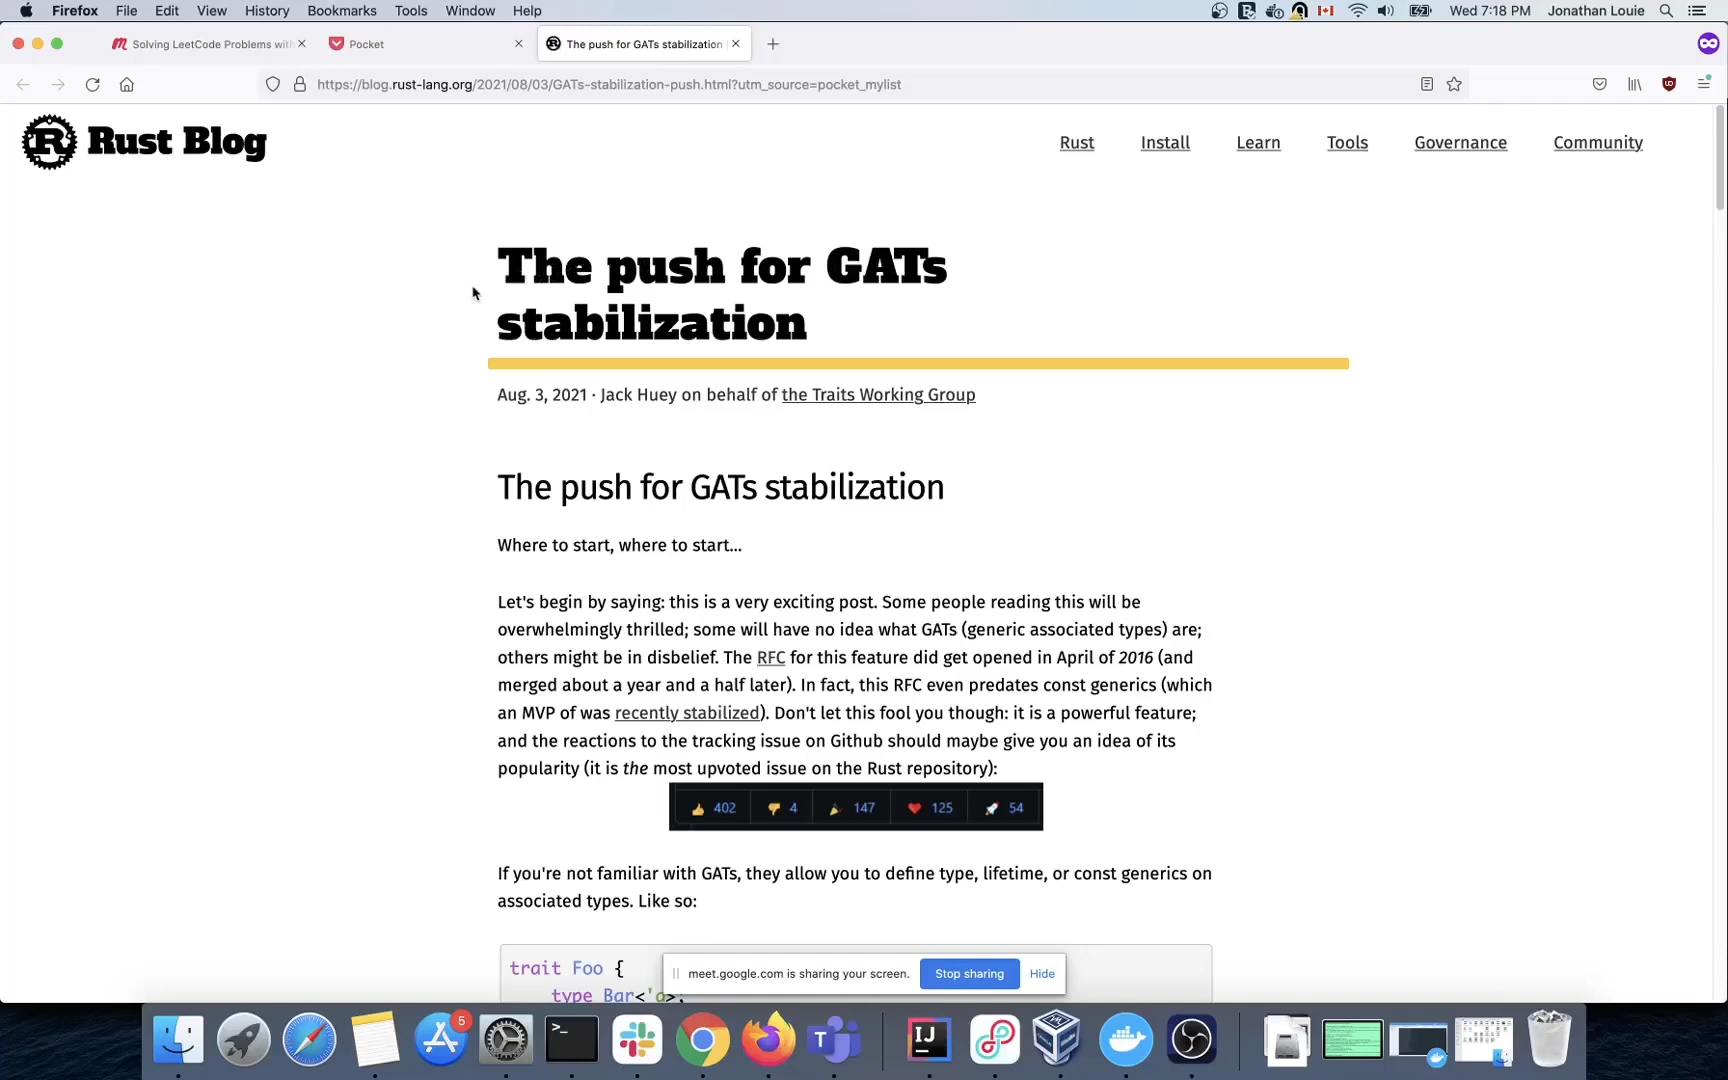 Firefox File Edit View History Bookmarks Tools Window Help Wed 7:18 PM Jonathan Louie
Solving LeetCode Problems with Pocket The push for GATs stabilization
https://blog.rust-lang.org/2021/08/03/GATs-stabilization-push.html?utm_source=pocket_mylist
Rust Blog Rust Install Learn Tools Governance Community
The push for GATs
stabilization
Aug. 3, 2021 · Jack Huey on behalf of the Traits Working Group
The push for GATs stabilization
Where to start, where to start...
Let's begin by saying: this is a very exciting post. Some people reading this will be
overwhelmingly thrilled; some will have no idea what GATs (generic associated types) are;
others might be in disbelief. The RFC for this feature did get opened in April of 2016 (and
merged about a year and a half later). In fact, this RFC even predates const generics (which
an MVP of was recently stabilized). Don't let this fool you though: it is a powerful feature;
and the reactions to the tracking issue on Github should maybe give you an idea of its
popularity (it is the most upvoted issue on the Rust repository):
402 4 147 125 54
If you're not familiar with GATs, they allow you to define type, lifetime, or const generics on
associated types. Like so:
trait Foo {
type Bar<'a>;
meet.google.com is sharing your screen. Stop sharing Hide
5